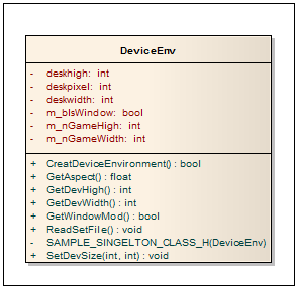 DeviceEnv
- deskhigh: int
- deskpixel: int
- deskwidth: int
- m_bIsWindow: bool
- m_nGameHigh: int
- m_nGameWidth: int
+ CreatDeviceEnvironment() : bool
+ GetAspect() : float
+ GetDevHigh() : int
+ GetDevWidth() : int
+ GetWindowMod() : bool
+ ReadSetFile() : void
- SAMPLE_SINGELTON_CLASS_H(DeviceEnv)
+ SetDevSize(int, int) : void